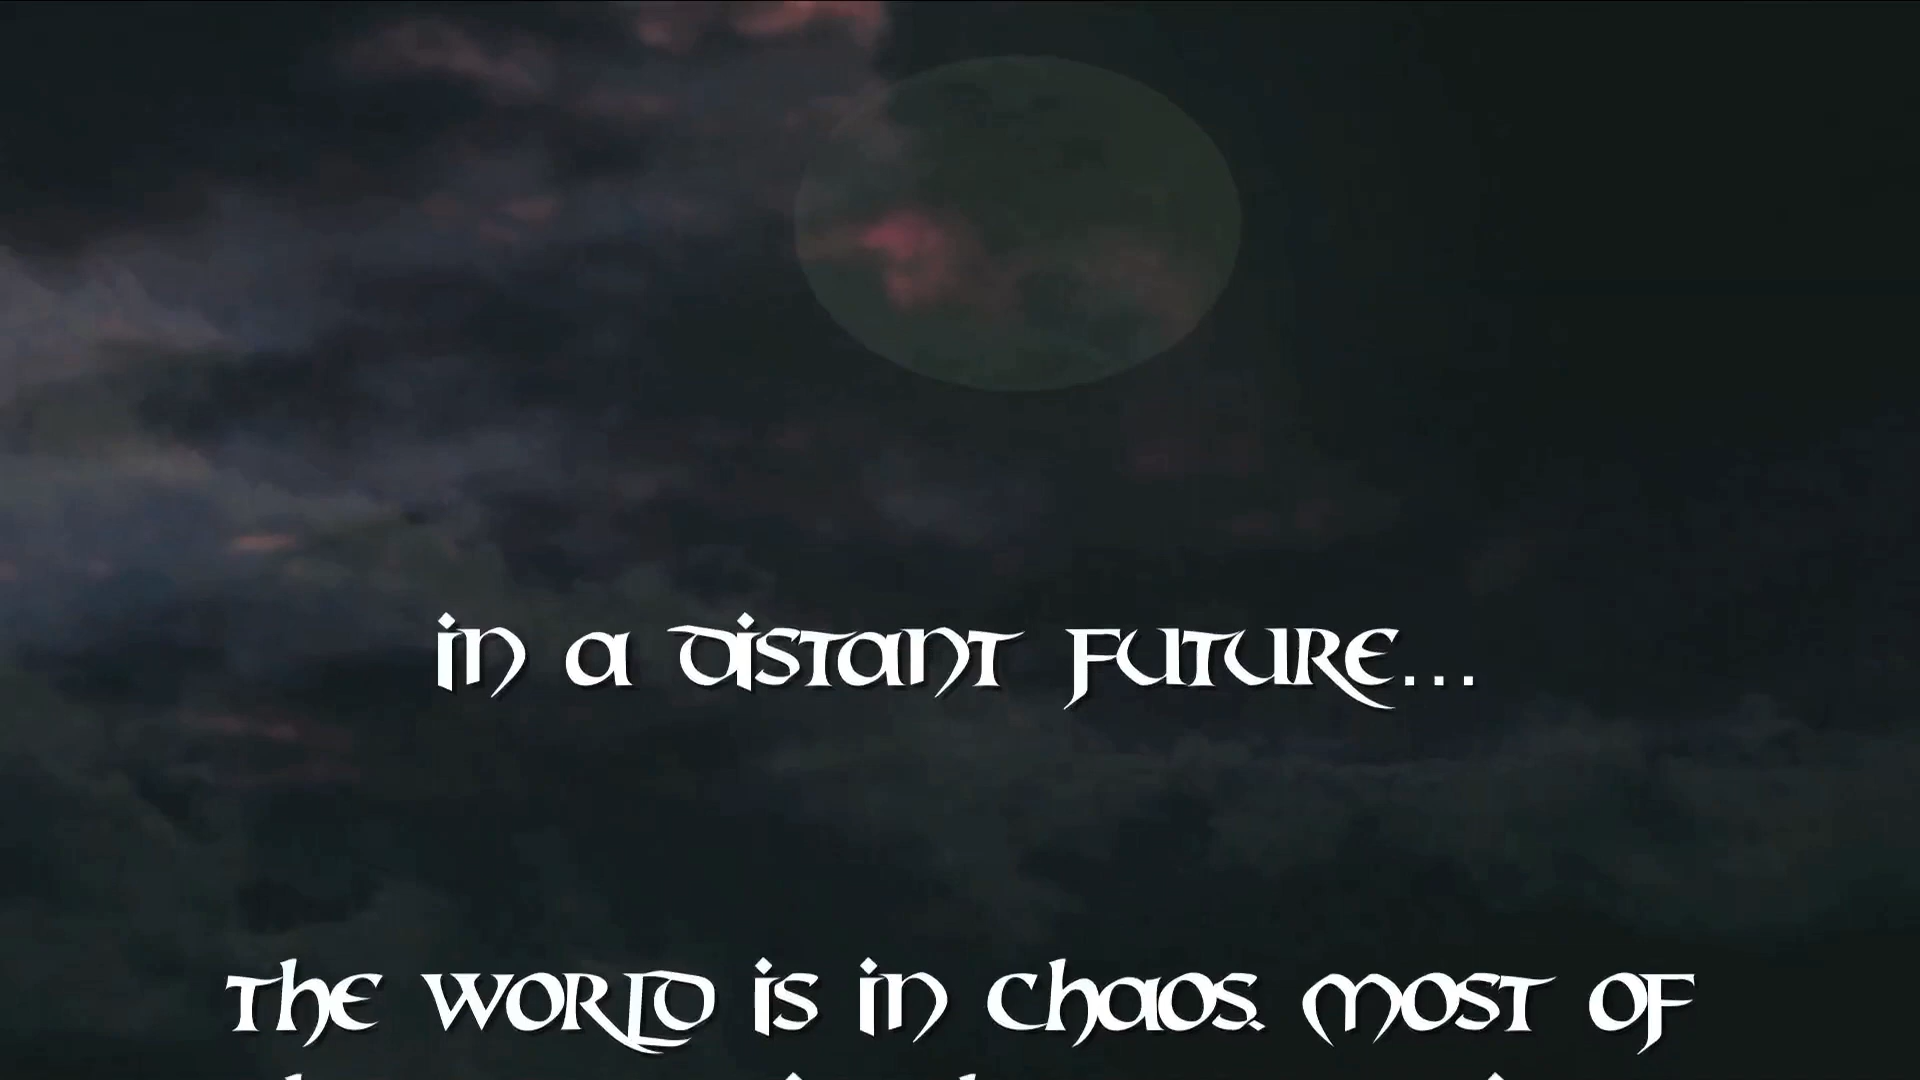 in a distant future...
the world is in chaos. most of